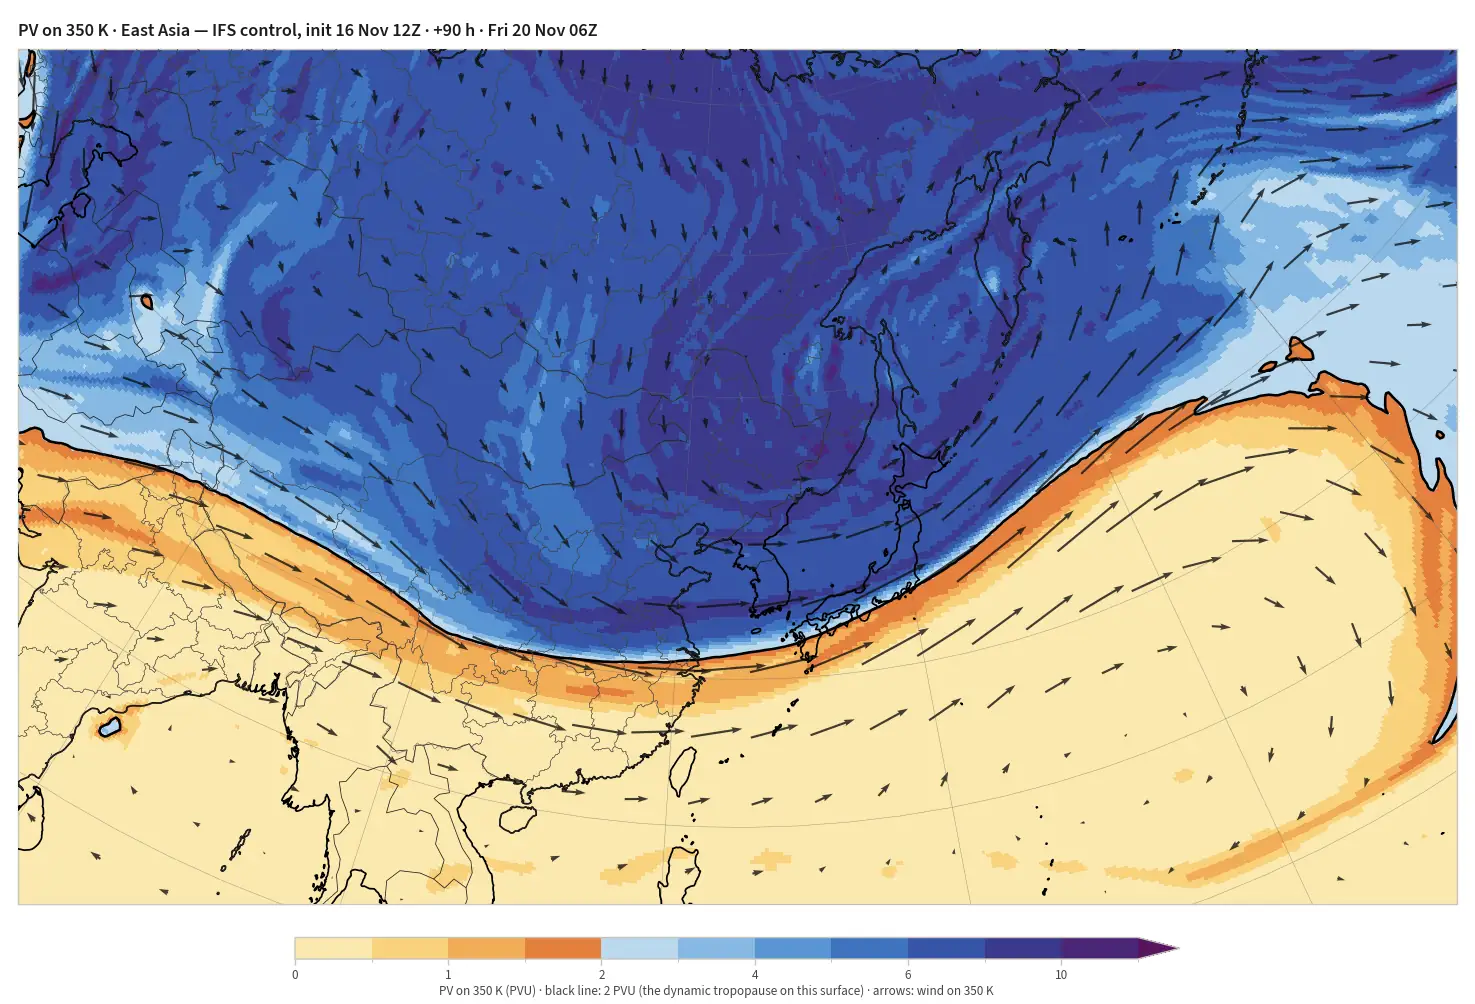 PV on 350 K · East Asia — IFS control, init 16 Nov 12Z · +90 h · Fri 20 Nov 06Z
0 1 2 4 6 10
PV on 350 K (PVU) · black line: 2 PVU (the dynamic tropopause on this surface) · arrows: wind on 350 K